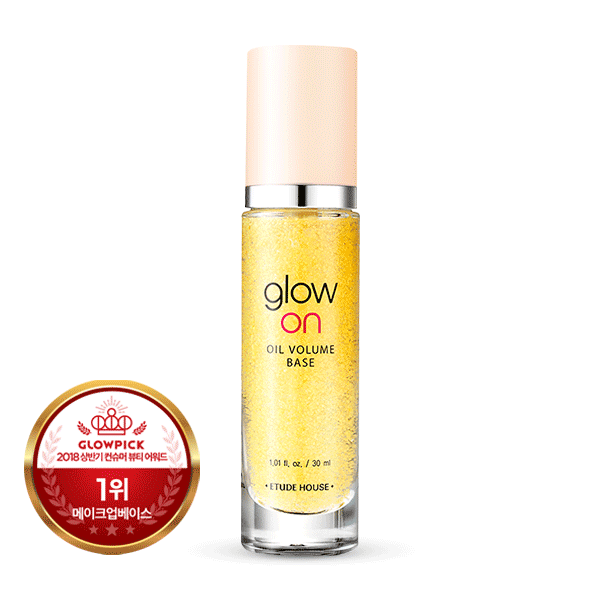 glow
on
OIL VOLUME
BASE
1.01 fl. oz. / 30 ml
• ETUDE HOUSE •
GLOWPICK
2018 상반기 컨슈머 뷰티 어워드
1위
메이크업베이스